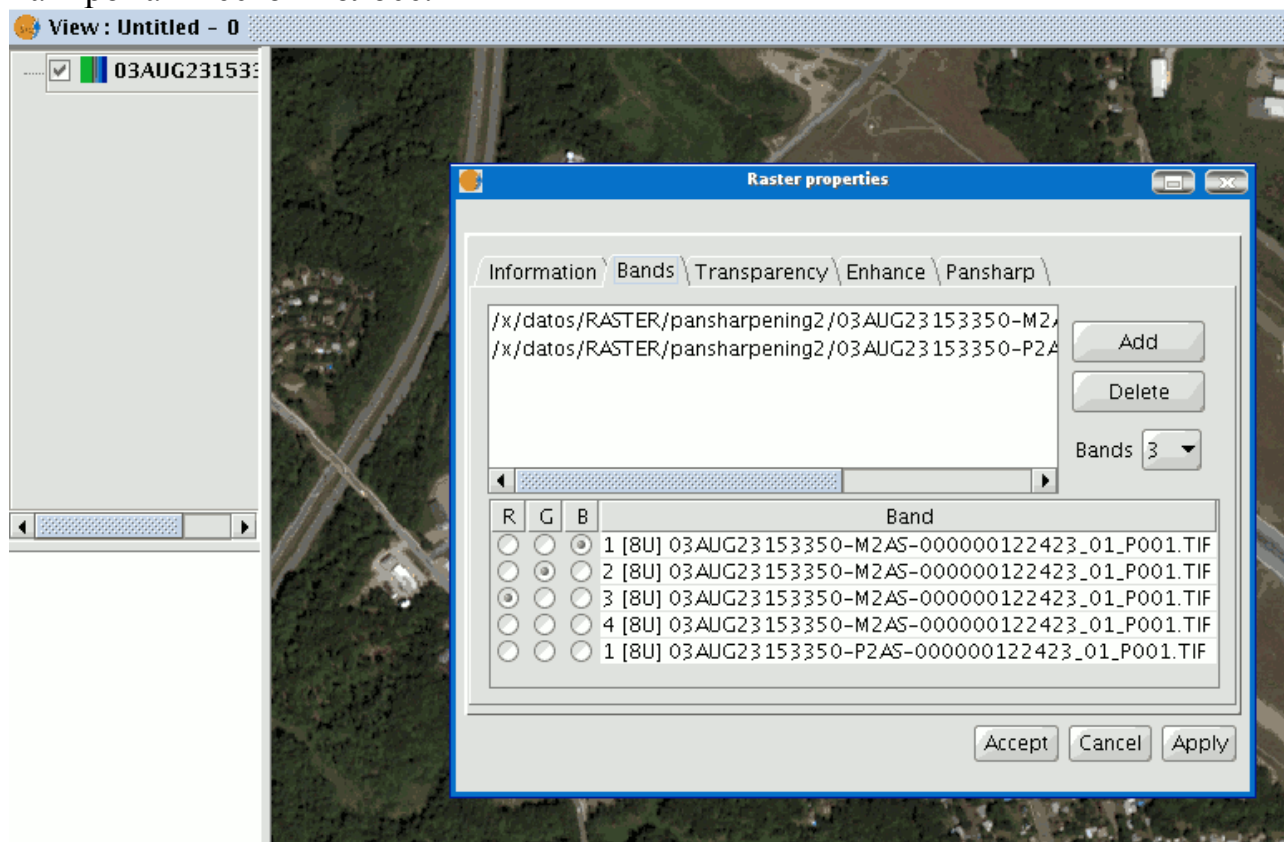 View : Untitled - 0
03AUG231533
Raster properties
Information Bands Transparency Enhance Pansharp
/x/datos/RASTER/pansharpening2/03AUG23153350-M2
/x/datos/RASTER/pansharpening2/03AUG23153350-P2
Add
Delete
Bands 3
R G B Band
1 [8U] 03AUG23153350-M2AS-000000122423_01_P001.TIF
2 [8U] 03AUG23153350-M2AS-000000122423_01_P001.TIF
3 [8U] 03AUG23153350-M2AS-000000122423_01_P001.TIF
4 [8U] 03AUG23153350-M2AS-000000122423_01_P001.TIF
1 [8U] 03AUG23153350-P2AS-000000122423_01_P001.TIF
Accept Cancel Apply